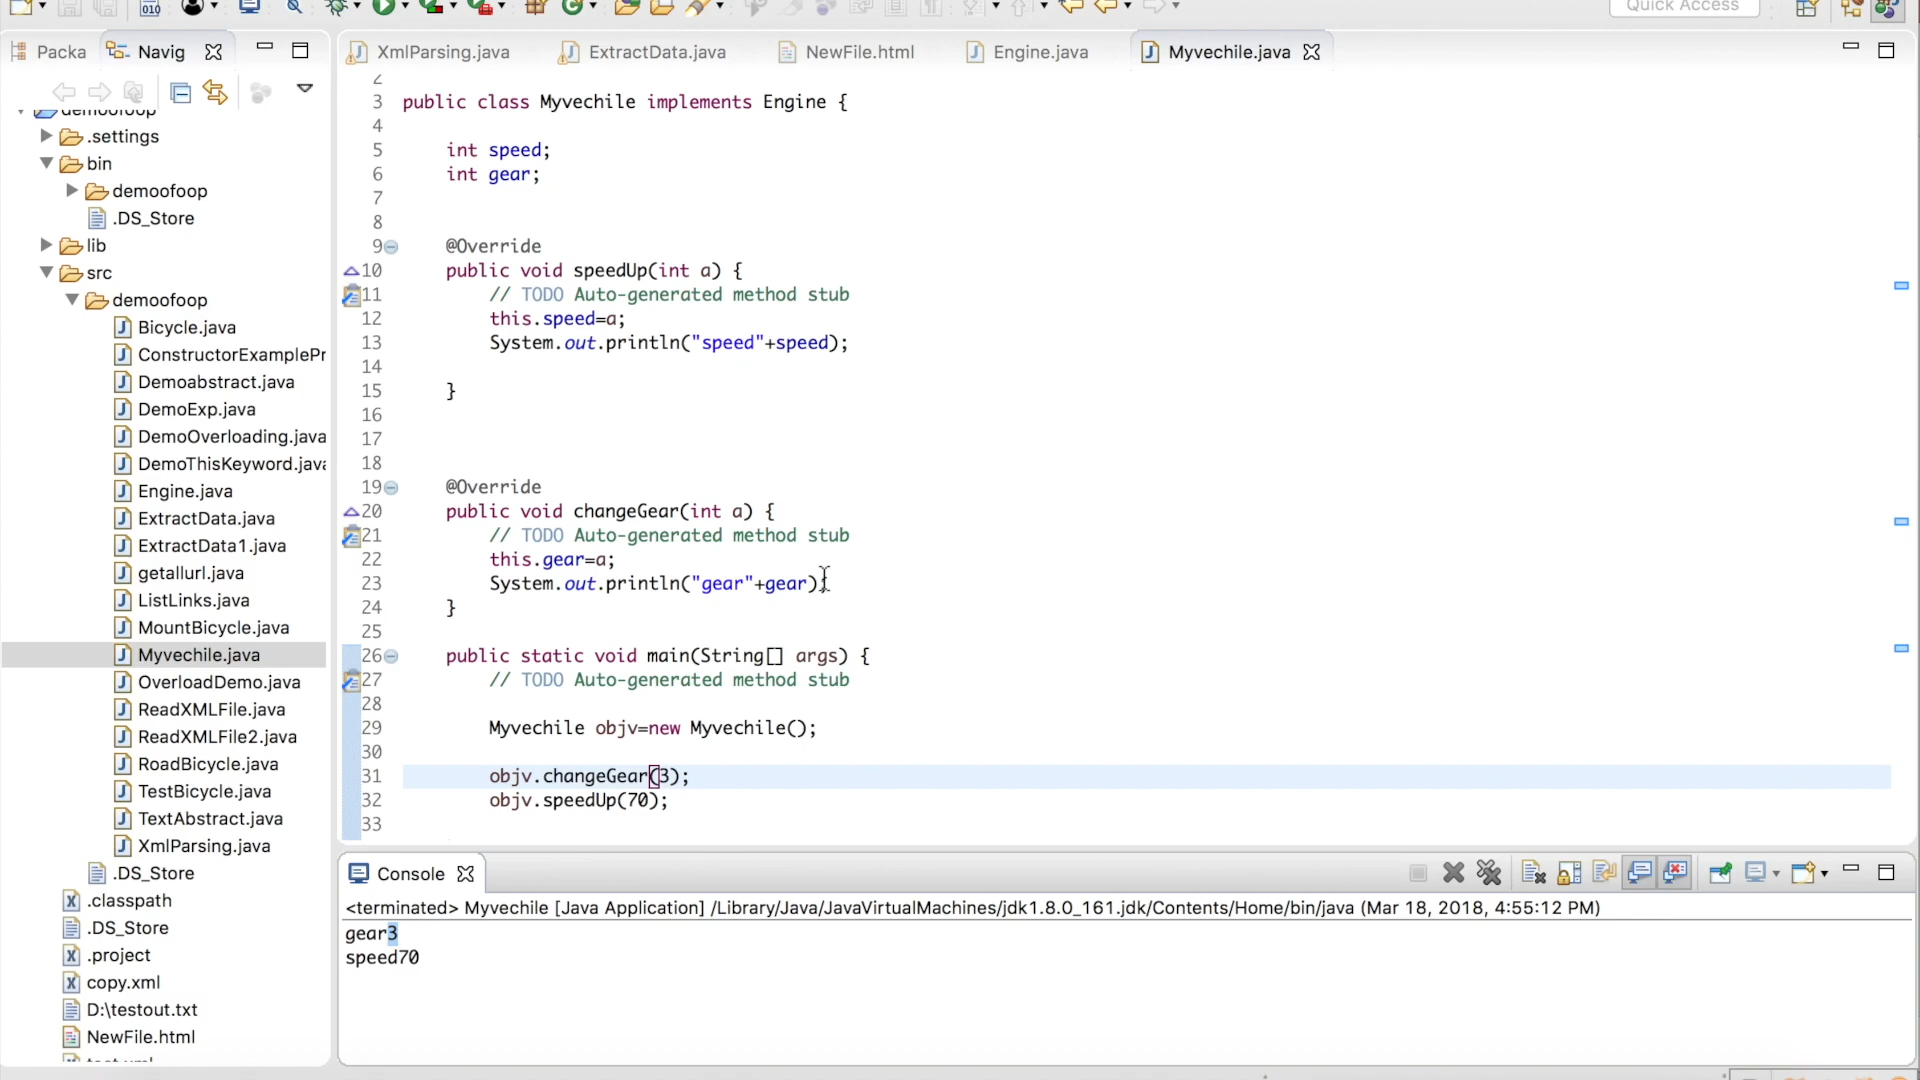 Quick Access
Packa
Navig
XmlParsing.java
ExtractData.java
NewFile.html
Engine.java
Myvechile.java
demoofoop
.settings
bin
demoofoop
.DS_Store
lib
src
demoofoop
Bicycle.java
ConstructorExamplePr
Demoabstract.java
DemoExp.java
DemoOverloading.java
DemoThisKeyword.java
Engine.java
ExtractData.java
ExtractData1.java
getallurl.java
ListLinks.java
MountBicycle.java
Myvechile.java
OverloadDemo.java
ReadXMLFile.java
ReadXMLFile2.java
RoadBicycle.java
TestBicycle.java
TextAbstract.java
XmlParsing.java
.DS_Store
.classpath
.DS_Store
.project
copy.xml
D:\testout.txt
NewFile.html
2
3 public class Myvechile implements Engine {
4
5 int speed;
6 int gear;
7
8
9 @Override
10 public void speedUp(int a) {
11 // TODO Auto-generated method stub
12 this.speed=a;
13 System.out.println("speed"+speed);
14
15 }
16
17
18
19 @Override
20 public void changeGear(int a) {
21 // TODO Auto-generated method stub
22 this.gear=a;
23 System.out.println("gear"+gear);
24 }
25
26 public static void main(String[] args) {
27 // TODO Auto-generated method stub
28
29 Myvechile objv=new Myvechile();
30
31 objv.changeGear(3);
32 objv.speedUp(70);
33
Console
<terminated> Myvechile [Java Application] /Library/Java/JavaVirtualMachines/jdk1.8.0_161.jdk/Contents/Home/bin/java (Mar 18, 2018, 4:55:12 PM)
gear3
speed70